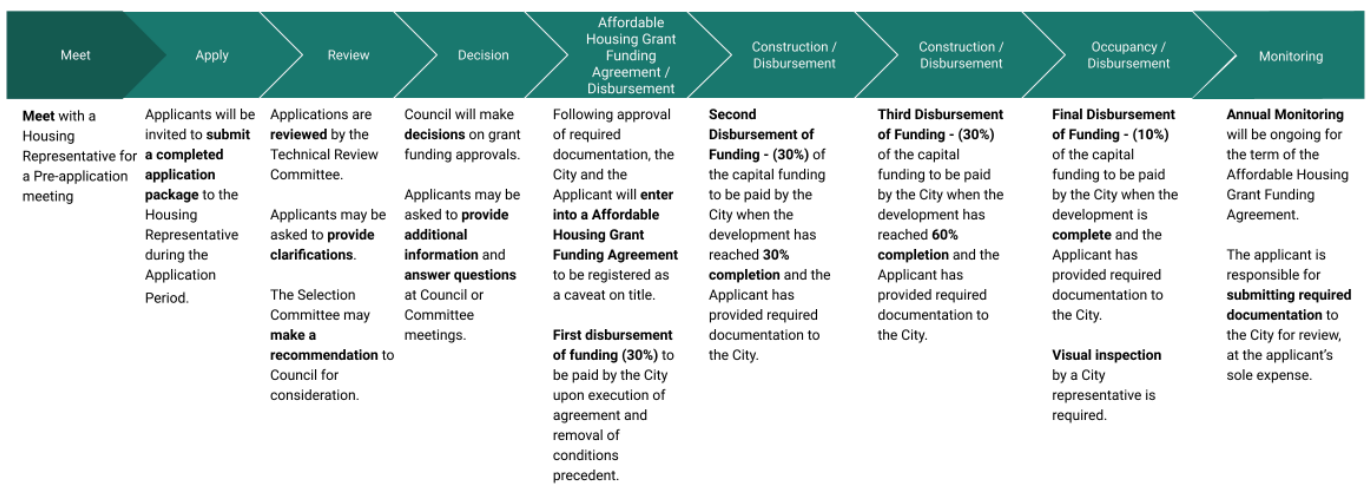 Meet
Apply
Review
Decision
Affordable
Housing Grant
Funding
Agreement /
Disbursement
Construction /
Disbursement
Construction /
Disbursement
Occupancy /
Disbursement
Monitoring
Meet with a
Housing
Representative for
a Pre-application
meeting
Applicants will be
invited to submit
a completed
application
package to the
Housing
Representative
during the
Application
Period.
Applications are
reviewed by the
Technical Review
Committee.
Applicants may be
asked to provide
clarifications.
The Selection
Committee may
make a
recommendation to
Council for
consideration.
Council will make
decisions on grant
funding approvals.
Applicants may be
asked to provide
additional
information and
answer questions
at Council or
Committee
meetings.
Following approval
of required
documentation, the
City and the
Applicant will enter
into a Affordable
Housing Grant
Funding Agreement
to be registered as
a caveat on title.
First disbursement
of funding (30%) to
be paid by the City
upon execution of
agreement and
removal of
conditions
precedent.
Second
Disbursement of
Funding - (30%) of
the capital funding
to be paid by the
City when the
development has
reached 30%
completion and the
Applicant has
provided required
documentation to
the City.
Third Disbursement
of Funding - (30%)
of the capital
funding to be paid
by the City when the
development has
reached 60%
completion and the
Applicant has
provided required
documentation to
the City.
Final Disbursement
of Funding - (10%)
of the capital
funding to be paid
by the City when the
development is
complete and the
Applicant has
provided required
documentation to
the City.
Visual inspection
by a City
representative is
required.
Annual Monitoring
will be ongoing for
the term of the
Affordable Housing
Grant Funding
Agreement.
The applicant is
responsible for
submitting required
documentation to
the City for review,
at the applicant's
sole expense.